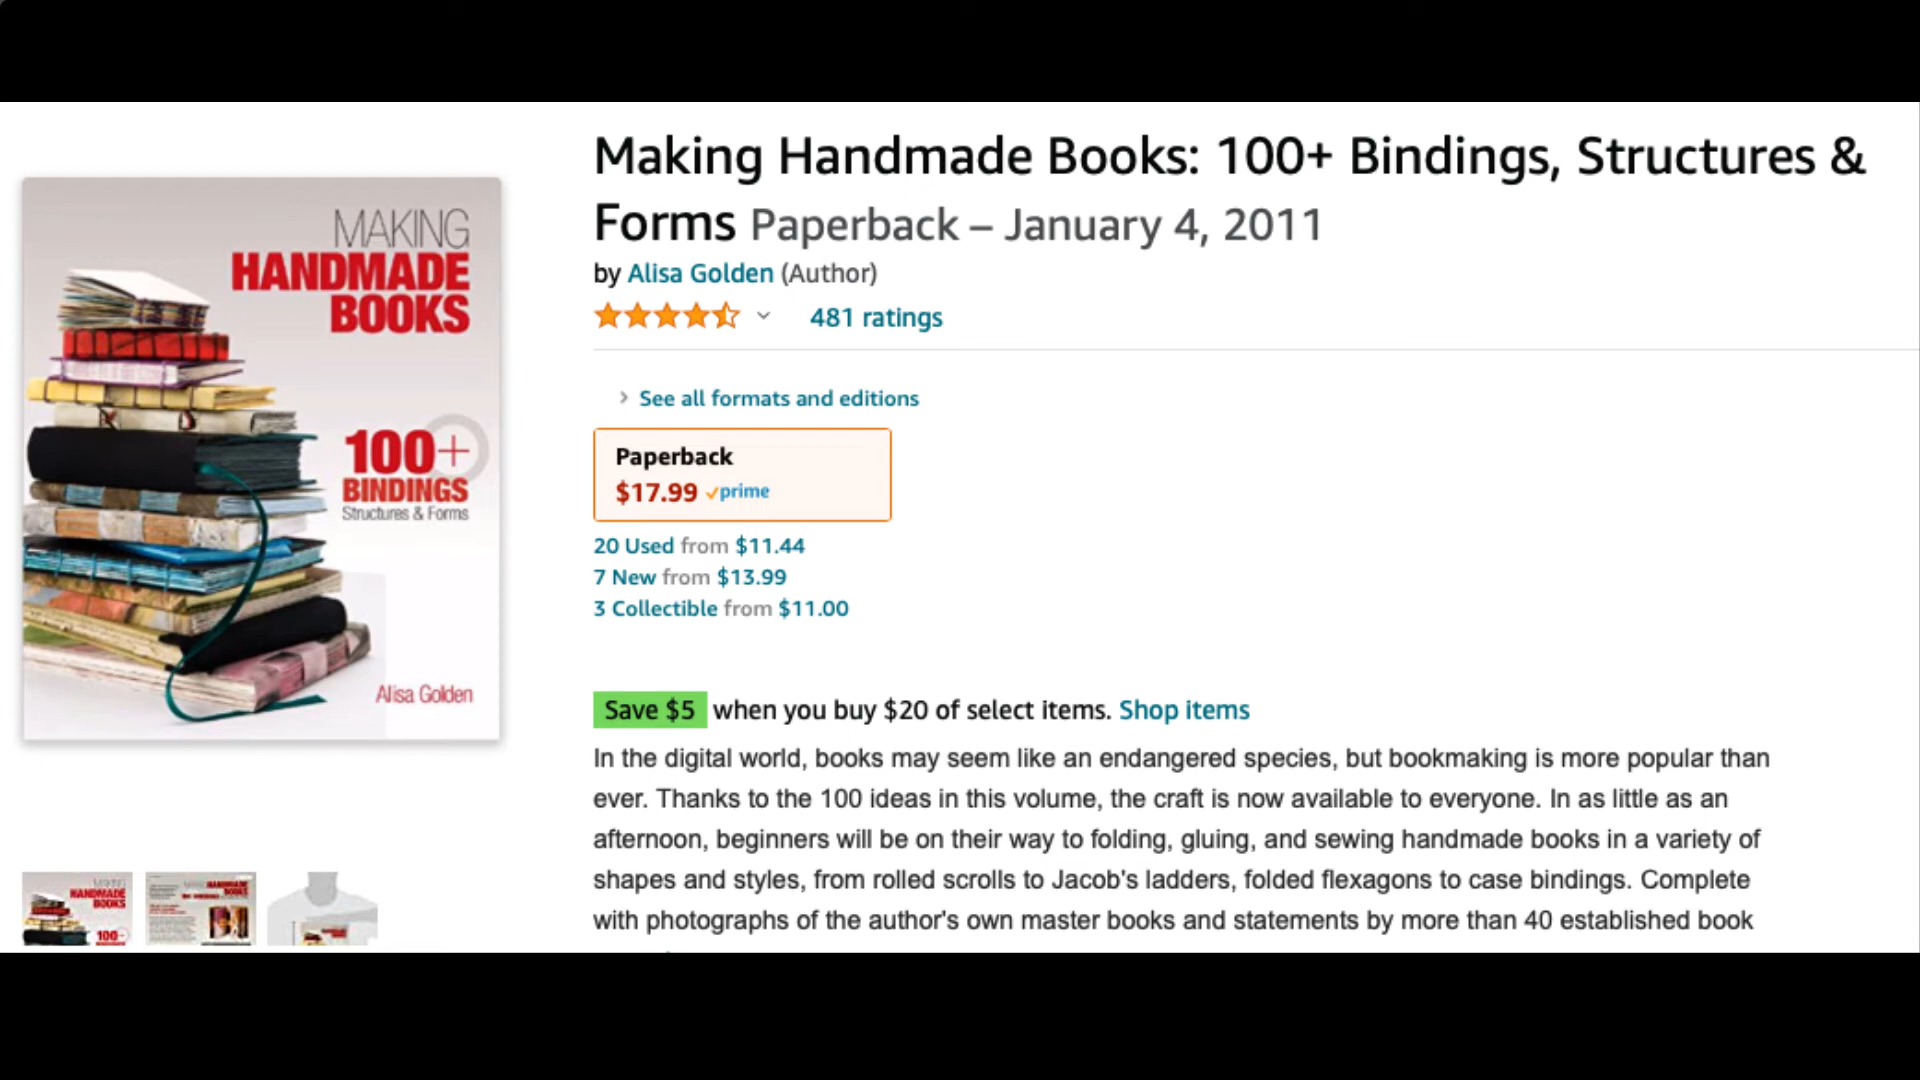 MAKING
HANDMADE
BOOKS
100+
BINDINGS
Structures & Forms
Alisa Golden
Making Handmade Books: 100+ Bindings, Structures &
Forms Paperback – January 4, 2011
by Alisa Golden (Author)
481 ratings
See all formats and editions
Paperback
$17.99 prime
20 Used from $11.44
7 New from $13.99
3 Collectible from $11.00
Save $5 when you buy $20 of select items. Shop items
In the digital world, books may seem like an endangered species, but bookmaking is more popular than
ever. Thanks to the 100 ideas in this volume, the craft is now available to everyone. In as little as an
afternoon, beginners will be on their way to folding, gluing, and sewing handmade books in a variety of
shapes and styles, from rolled scrolls to Jacob's ladders, folded flexagons to case bindings. Complete
with photographs of the author's own master books and statements by more than 40 established book
MAKING
HANDMADE
BOOKS
100+